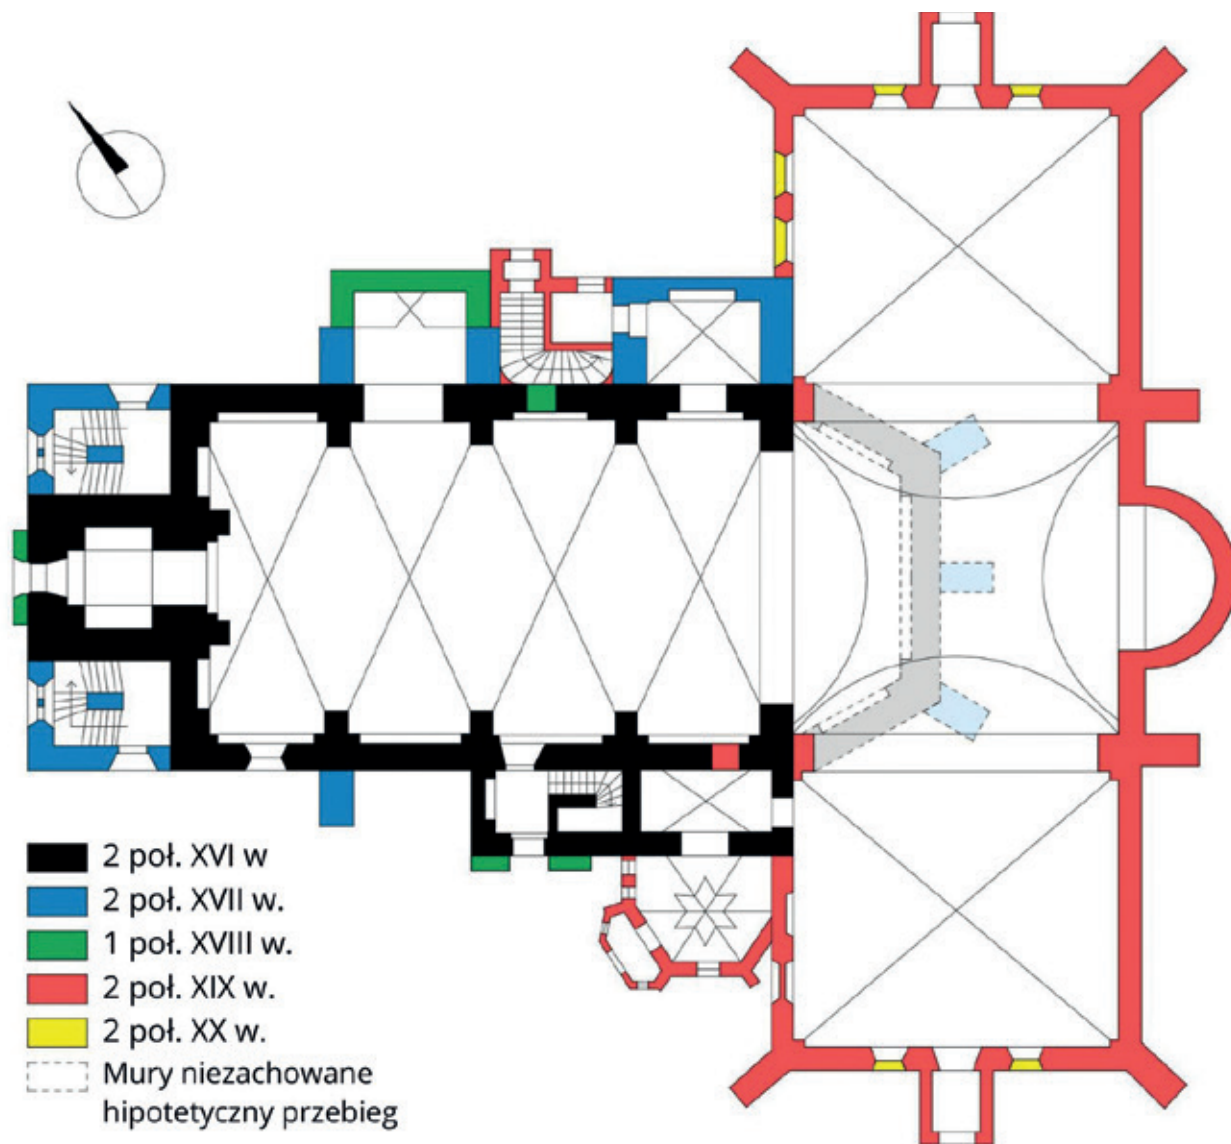 2 poł. XVI w
2 poł. XVII w.
1 poł. XVIII w.
2 poł. XIX w.
2 poł. XX w.
Mury niezachowane
hipotetyczny przebieg